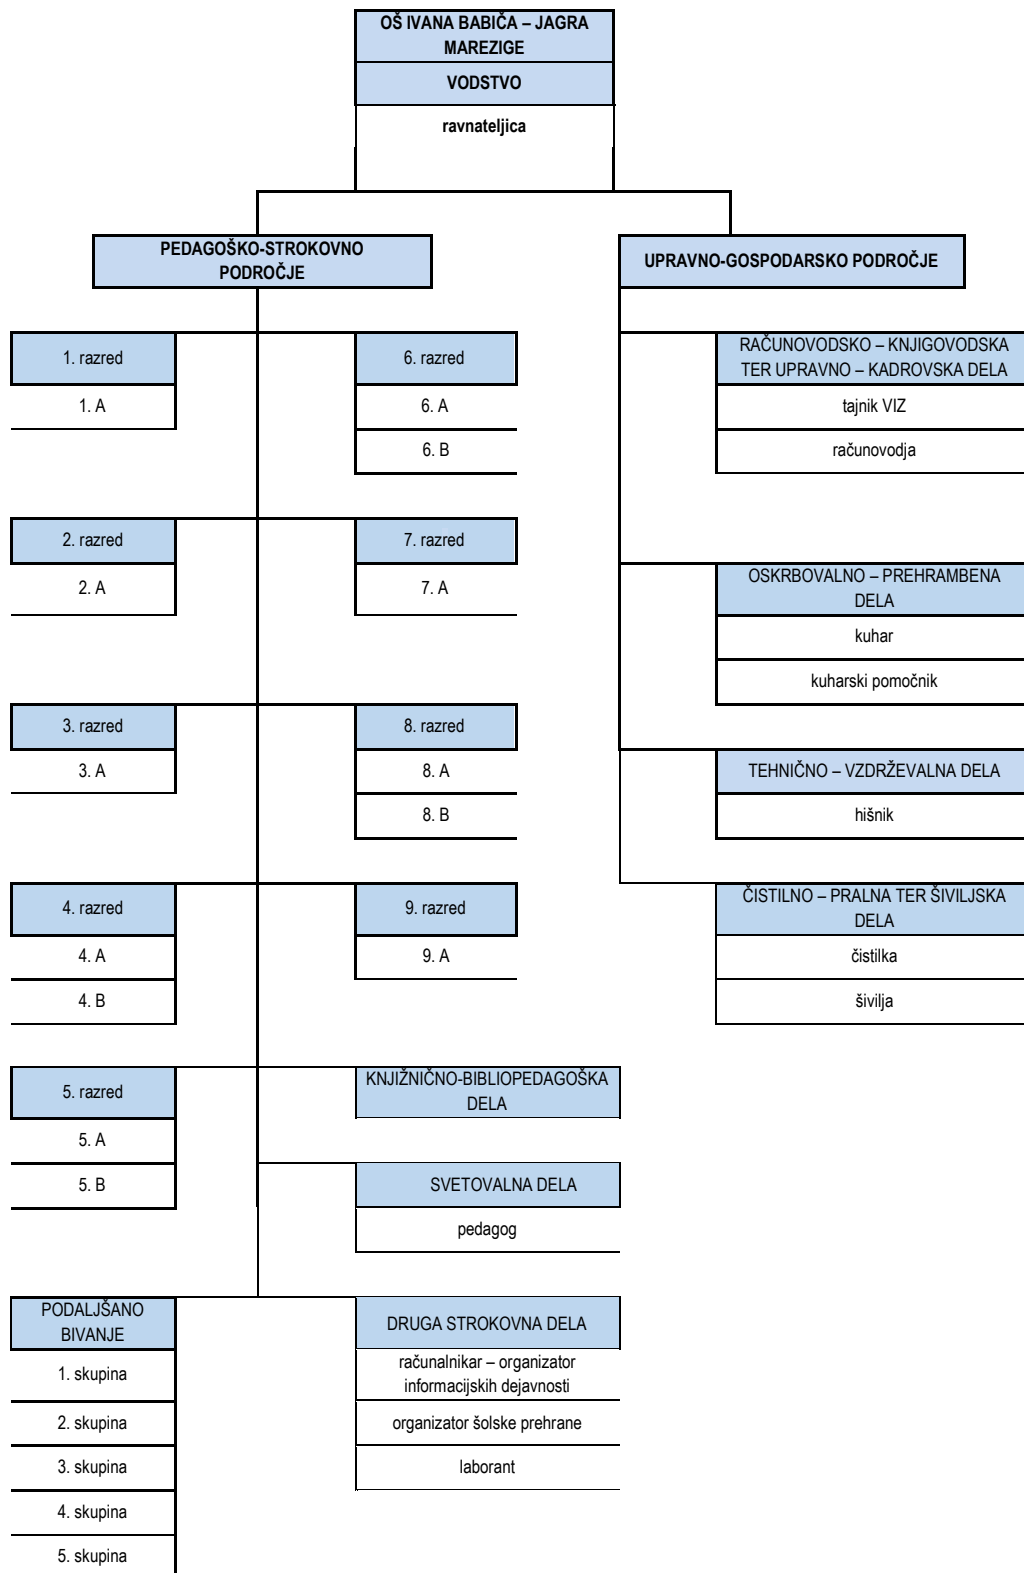 OŠ IVANA BABIČA – JAGRA
MAREZIGE
VODSTVO
ravnateljica
PEDAGOŠKO-STROKOVNO
PODROČJE
UPRAVNO-GOSPODARSKO PODROČJE
1. razred
1. A
6. razred
6. A
6. B
RAČUNOVODSKO – KNJIGOVODSKA
TER UPRAVNO – KADROVSKA DELA
tajnik VIZ
računovodja
2. razred
2. A
7. razred
7. A
OSKRBOVALNO – PREHRAMBENA
DELA
kuhar
kuharski pomočnik
3. razred
3. A
8. razred
8. A
8. B
TEHNIČNO – VZDRŽEVALNA DELA
hišnik
4. razred
4. A
4. B
9. razred
9. A
ČISTILNO – PRALNA TER ŠIVILJSKA
DELA
čistilka
šivilja
5. razred
5. A
5. B
KNJIŽNIČNO-BIBLIOPEDAGOŠKA
DELA
SVETOVALNA DELA
pedagog
PODALJŠANO
BIVANJE
1. skupina
2. skupina
3. skupina
4. skupina
5. skupina
DRUGA STROKOVNA DELA
računalnikar – organizator
informacijskih dejavnosti
organizator šolske prehrane
laborant